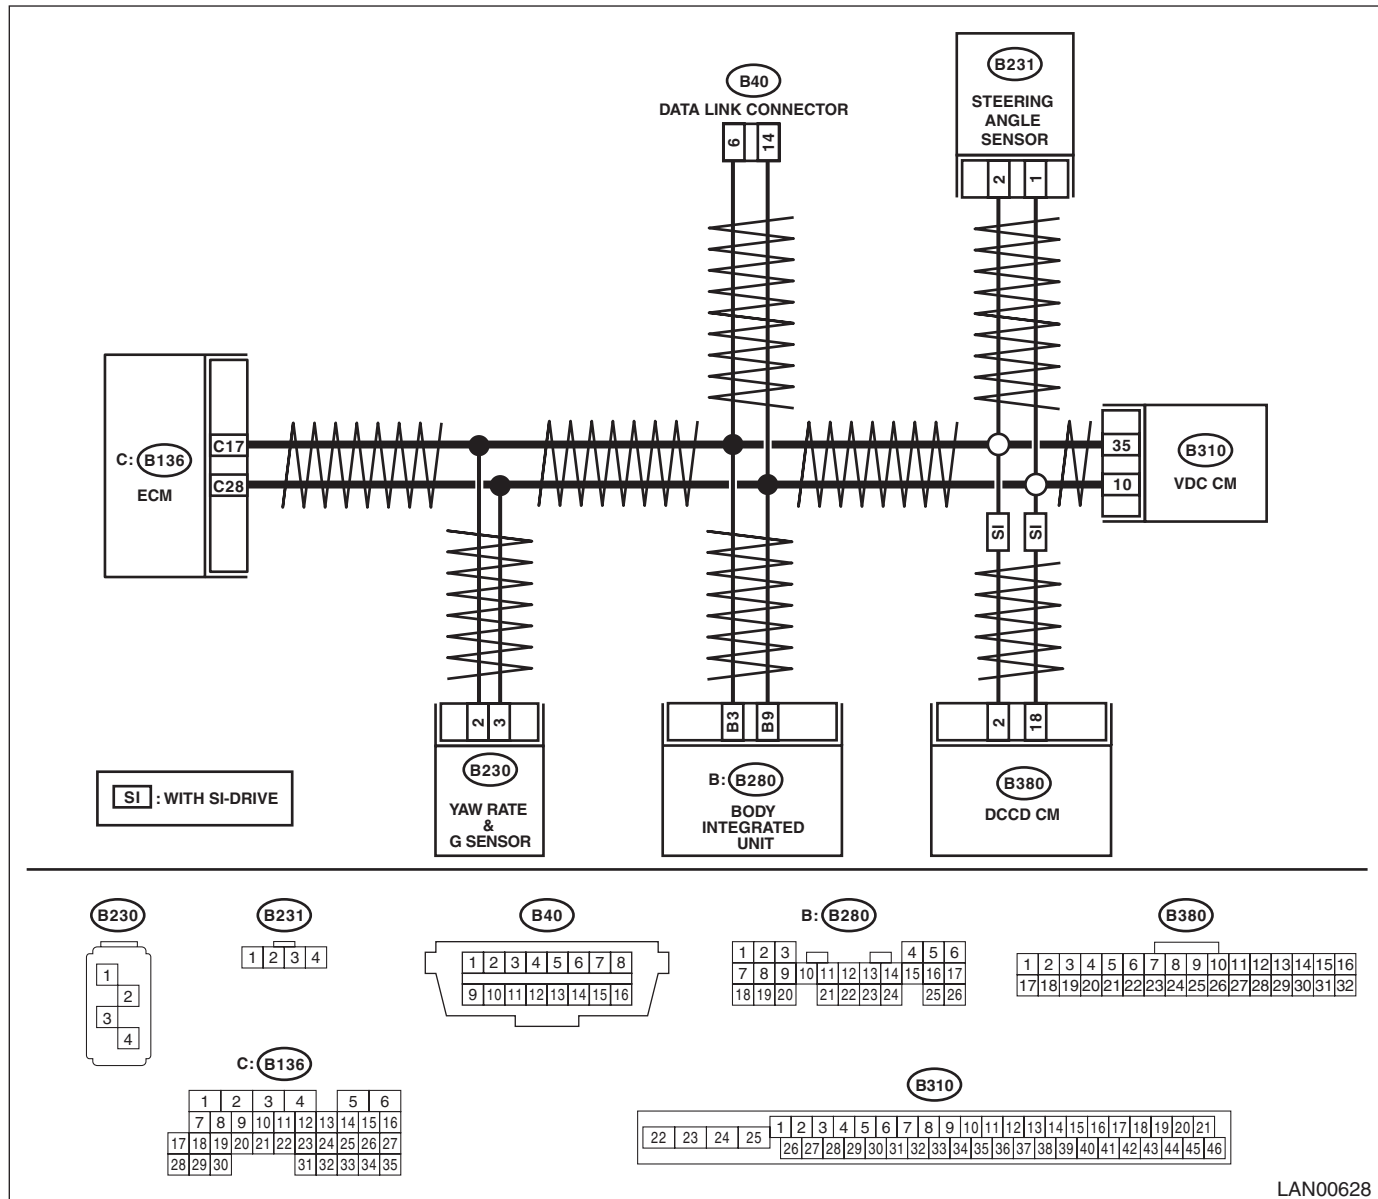 B40
DATA LINK CONNECTOR
6 14
B231
STEERING
ANGLE
SENSOR
2 1
C: B136
ECM
C17
C28
35
10
B310
VDC CM
SI SI
2 3
B230
YAW RATE
&
G SENSOR
B3 B9
B: B280
BODY
INTEGRATED
UNIT
2 18
B380
DCCD CM
SI : WITH SI-DRIVE
B230
1
2
3
4
B231
1 2 3 4
B40
1 2 3 4 5 6 7 8
9 10 11 12 13 14 15 16
B: B280
1 2 3 4 5 6
7 8 9 10 11 12 13 14 15 16 17
18 19 20 21 22 23 24 25 26
B380
1 2 3 4 5 6 7 8 9 10 11 12 13 14 15 16
17 18 19 20 21 22 23 24 25 26 27 28 29 30 31 32
C: B136
1 2 3 4 5 6
7 8 9 10 11 12 13 14 15 16
17 18 19 20 21 22 23 24 25 26 27
28 29 30 31 32 33 34 35
B310
22 23 24 25
1 2 3 4 5 6 7 8 9 10 11 12 13 14 15 16 17 18 19 20 21
26 27 28 29 30 31 32 33 34 35 36 37 38 39 40 41 42 43 44 45 46
LAN00628